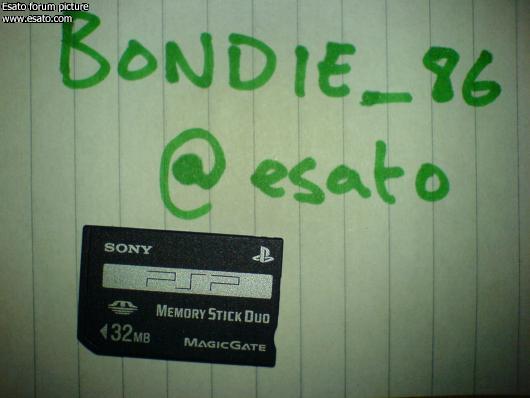 Esato forum picture
www.esato.com
BONDIE_86
@esato
SONY
PSP
MEMORY STICK DUO
32MB
MAGICGATE